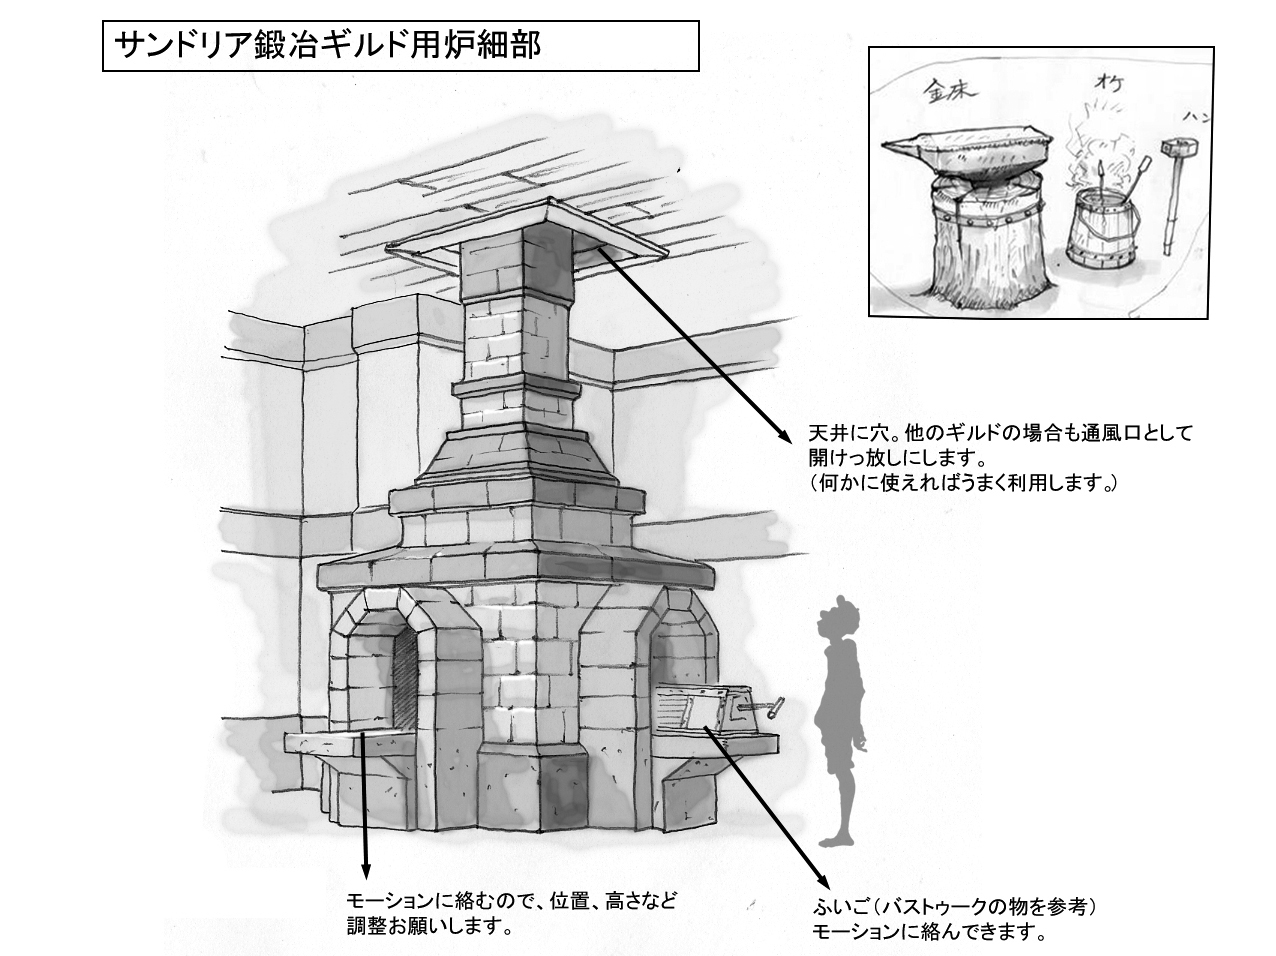 サンドリア鍛冶ギルド用炉細部
金床
オケ
ハン
天井に穴。他のギルドの場合も通風口として
開けっ放しにします。
（何かに使えればうまく利用します。）
モーションに絡むので、位置、高さなど
調整お願いします。
ふいご（バストゥークの物を参考）
モーションに絡んできます。